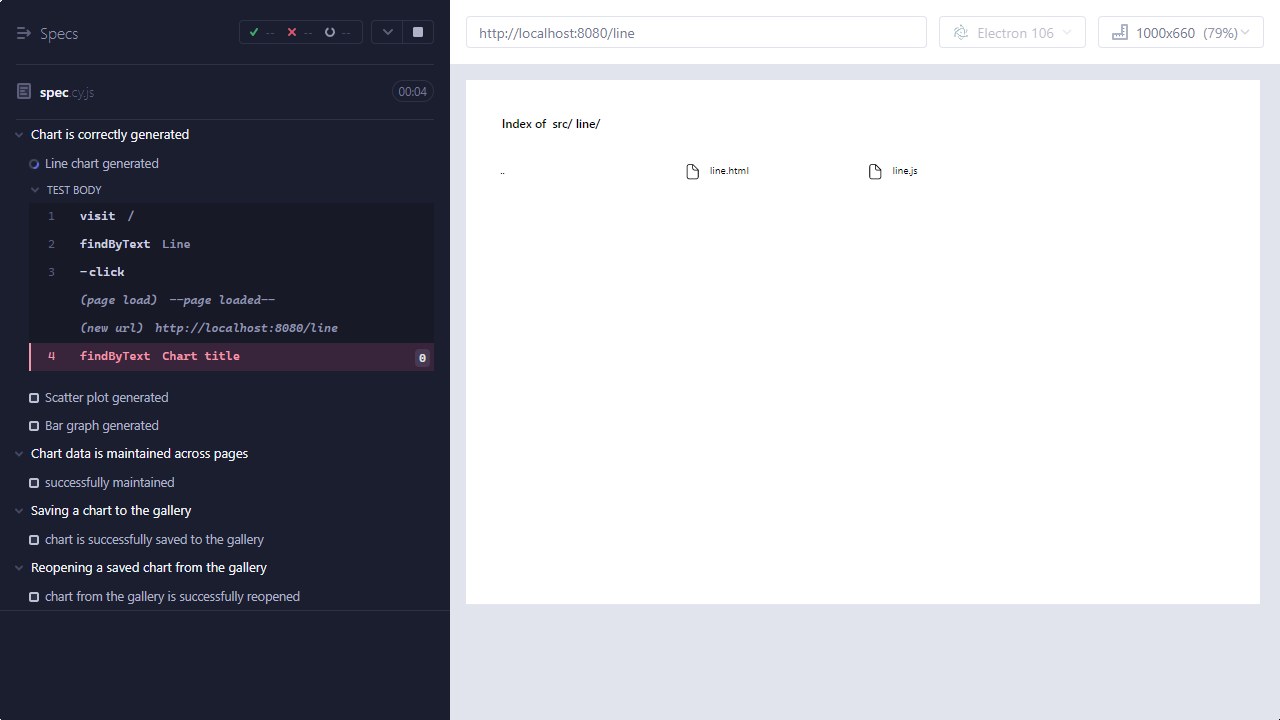 Specs
-- -- --
spec.cy.js 00:04
Chart is correctly generated
Line chart generated
TEST BODY
1 visit /
2 findByText Line
3 -click
(page load) --page loaded--
(new url) http://localhost:8080/line
4 findByText Chart title 0
Scatter plot generated
Bar graph generated
Chart data is maintained across pages
successfully maintained
Saving a chart to the gallery
chart is successfully saved to the gallery
Reopening a saved chart from the gallery
chart from the gallery is successfully reopened
http://localhost:8080/line
Electron 106
1000x660 (79%)
Index of src/ line/
..
line.html
line.js